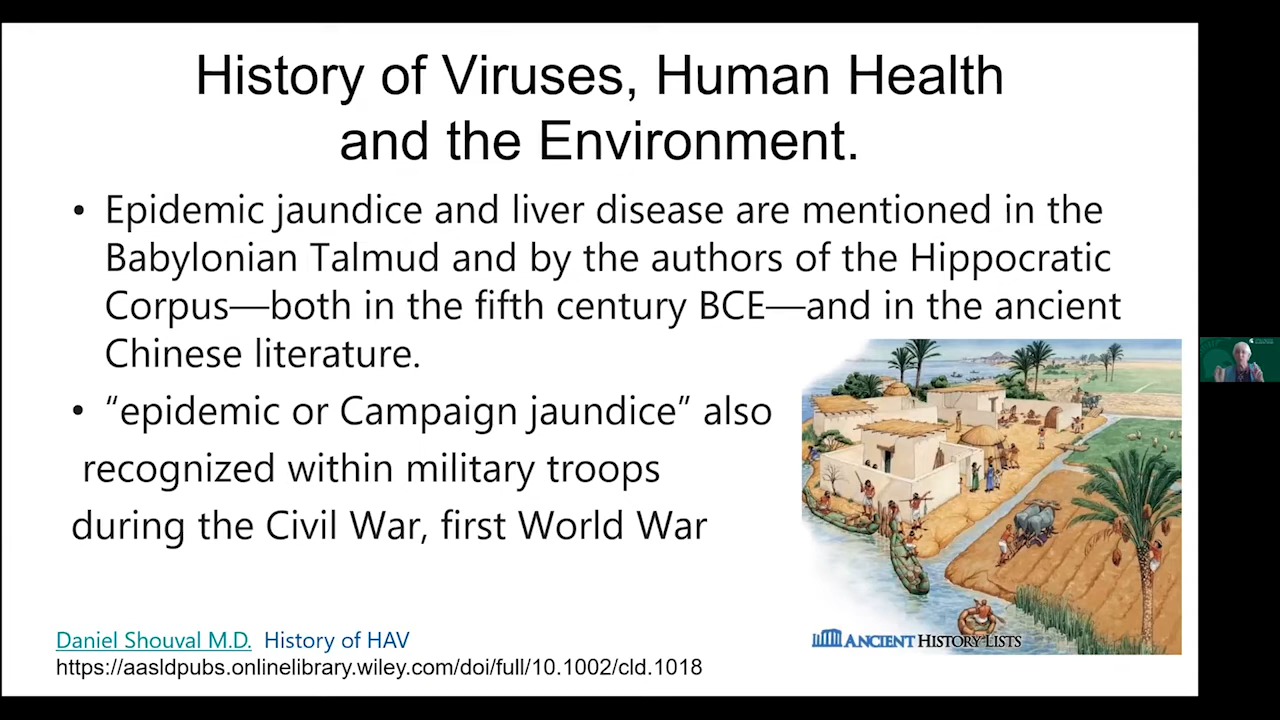 History of Viruses, Human Health
and the Environment.
• Epidemic jaundice and liver disease are mentioned in the
Babylonian Talmud and by the authors of the Hippocratic
Corpus—both in the fifth century BCE—and in the ancient
Chinese literature.
• “epidemic or Campaign jaundice” also
recognized within military troops
during the Civil War, first World War
ANCIENT HISTORY LISTS
Daniel Shouval M.D. History of HAV
https://aasldpubs.onlinelibrary.wiley.com/doi/full/10.1002/cld.1018